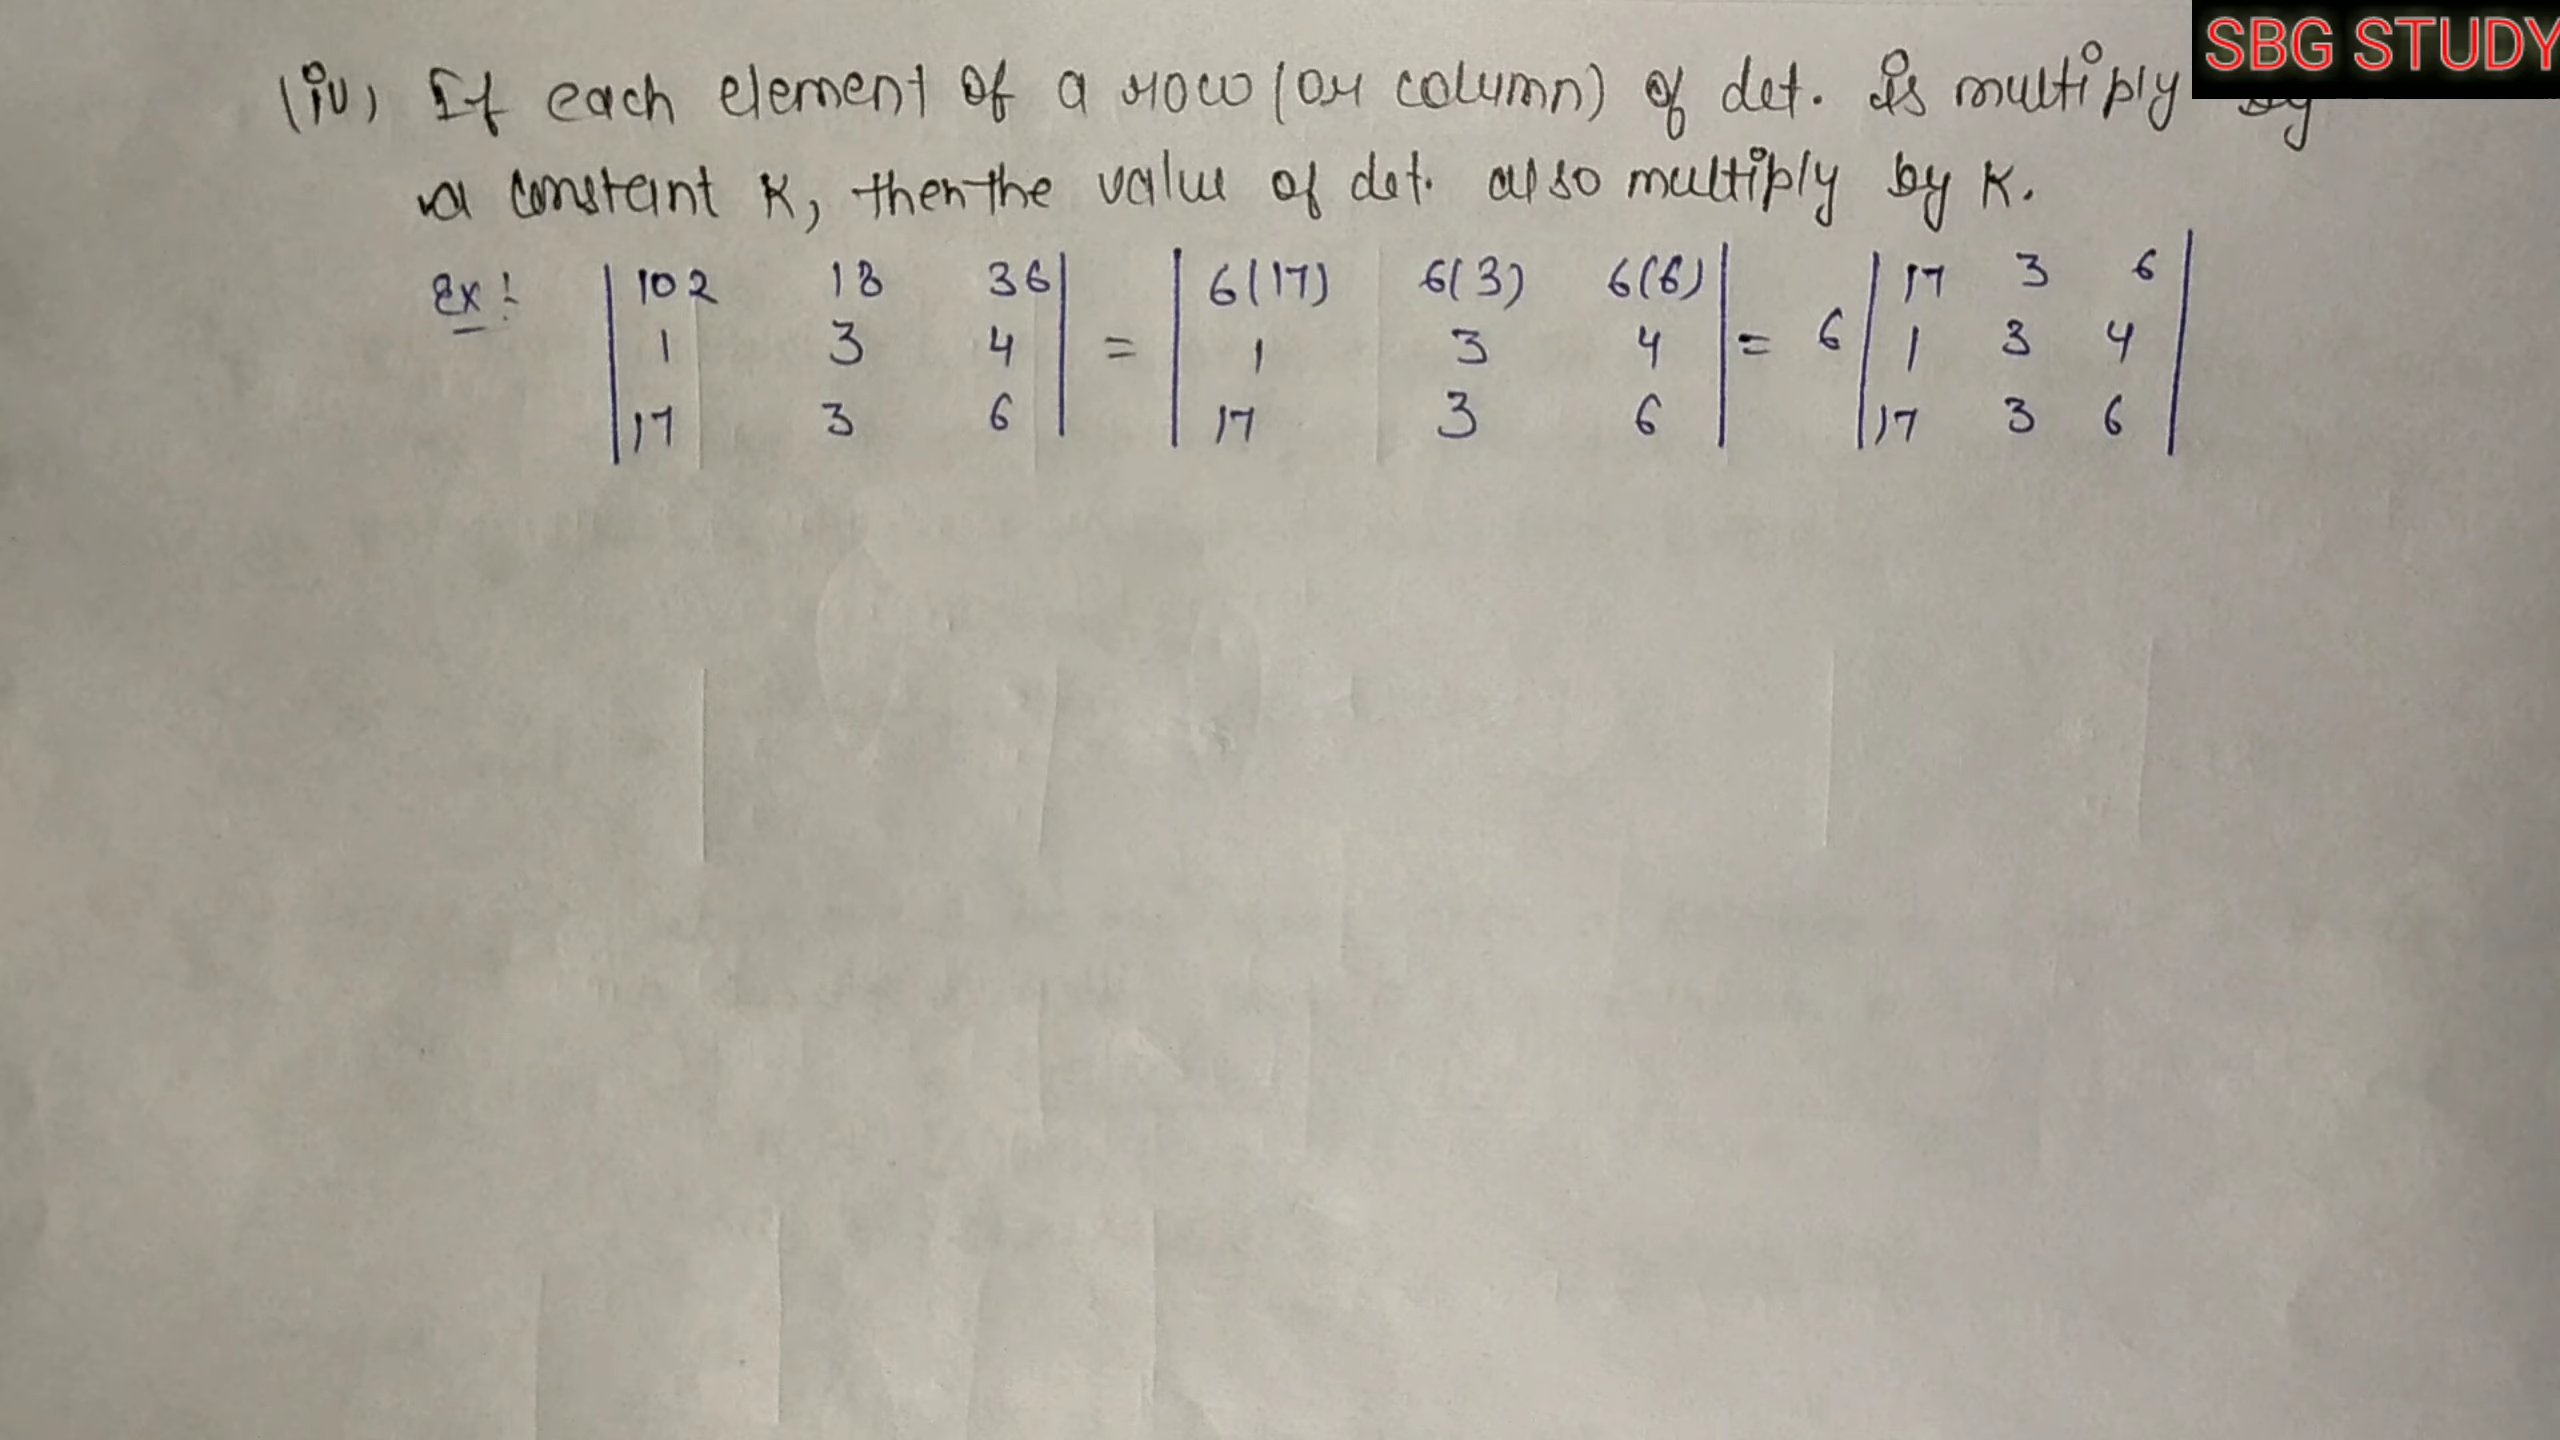 SBG STUDY
(iv) If each element of a row (or column) of det. is multiply by
a constant K, then the value of det. also multiply by K.
Ex: | 102 18 36 | = | 6(17) 6(3) 6(6) | = 6 | 17 3 6 |
| 1 3 4 | | 1 3 4 | | 1 3 4 |
| 17 3 6 | | 17 3 6 | | 17 3 6 |